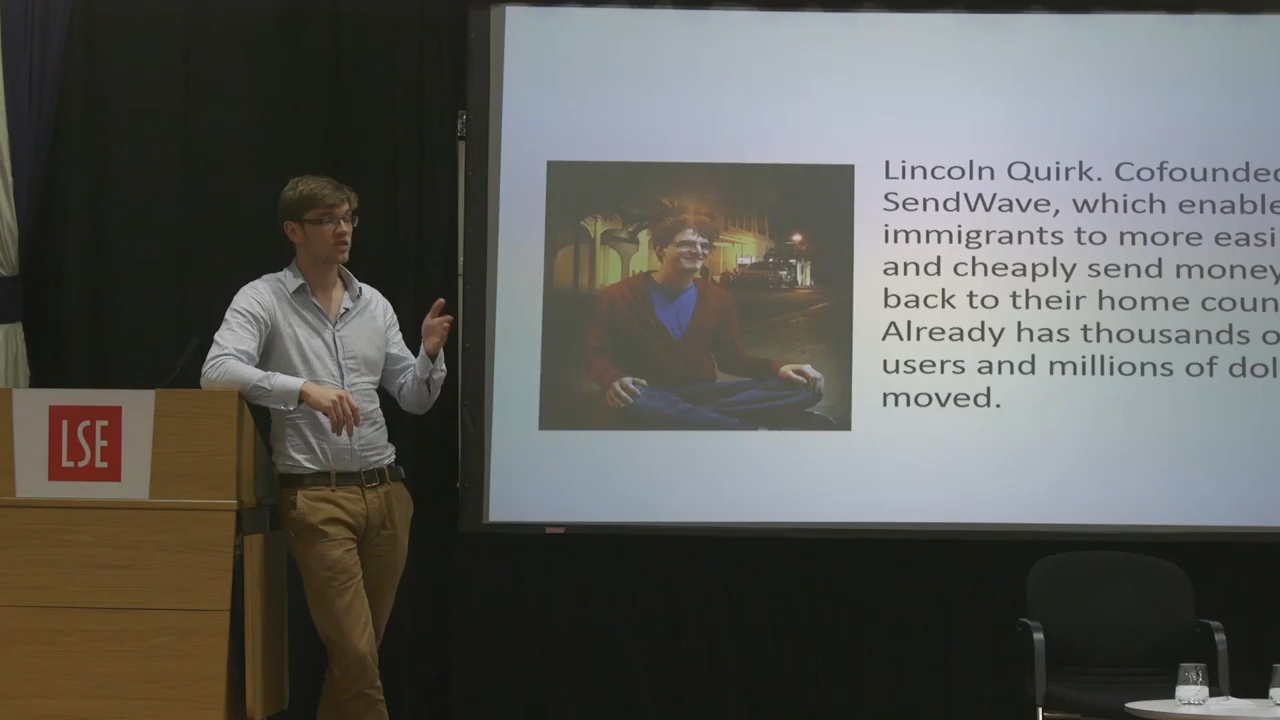 LSE
Lincoln Quirk. Cofounded
SendWave, which enable
immigrants to more easi
and cheaply send money
back to their home coun
Already has thousands o
users and millions of dol
moved.